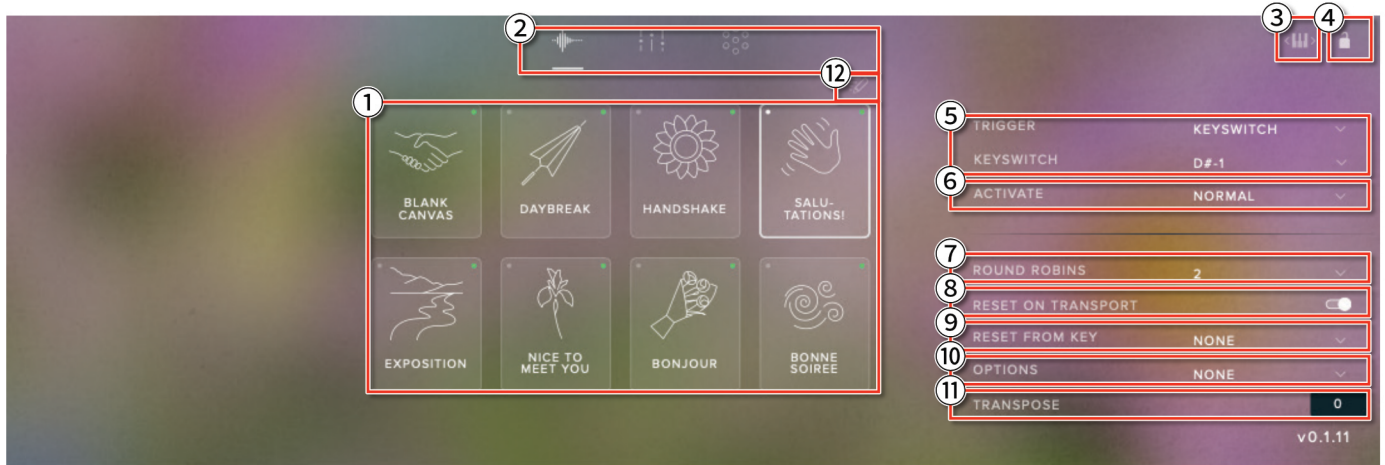 2
3
4
12
1
5
TRIGGER
KEYSWITCH
KEYSWITCH
D#-1
6
ACTIVATE
NORMAL
BLANK
CANVAS
DAYBREAK
HANDSHAKE
SALU-
TATIONS!
7
ROUND ROBINS
2
8
RESET ON TRANSPORT
9
RESET FROM KEY
NONE
10
OPTIONS
NONE
11
TRANSPOSE
0
EXPOSITION
NICE TO
MEET YOU
BONJOUR
BONNE
SOIREE
v0.1.11